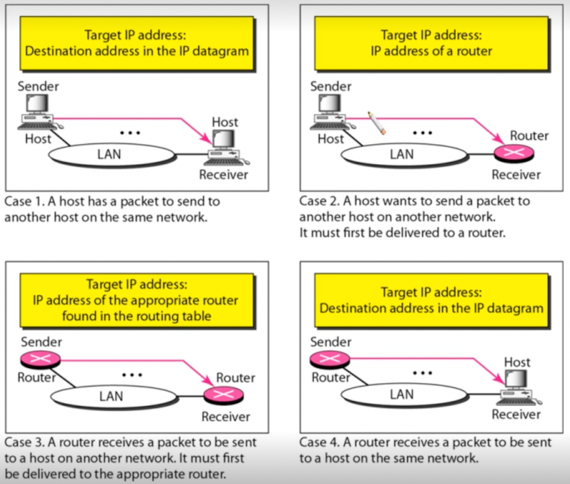 Target IP address:
Destination address in the IP datagram
Sender
Host
LAN
Host
Receiver
Case 1. A host has a packet to send to
another host on the same network.
Target IP address:
IP address of a router
Sender
Host
LAN
Router
Receiver
Case 2. A host wants to send a packet to
another host on another network.
It must first be delivered to a router.
Target IP address:
IP address of the appropriate router
found in the routing table
Sender
Router
LAN
Router
Receiver
Case 3. A router receives a packet to be sent
to a host on another network. It must first
be delivered to the appropriate router.
Target IP address:
Destination address in the IP datagram
Sender
Router
LAN
Host
Receiver
Case 4. A router receives a packet to be sent
to a host on the same network.